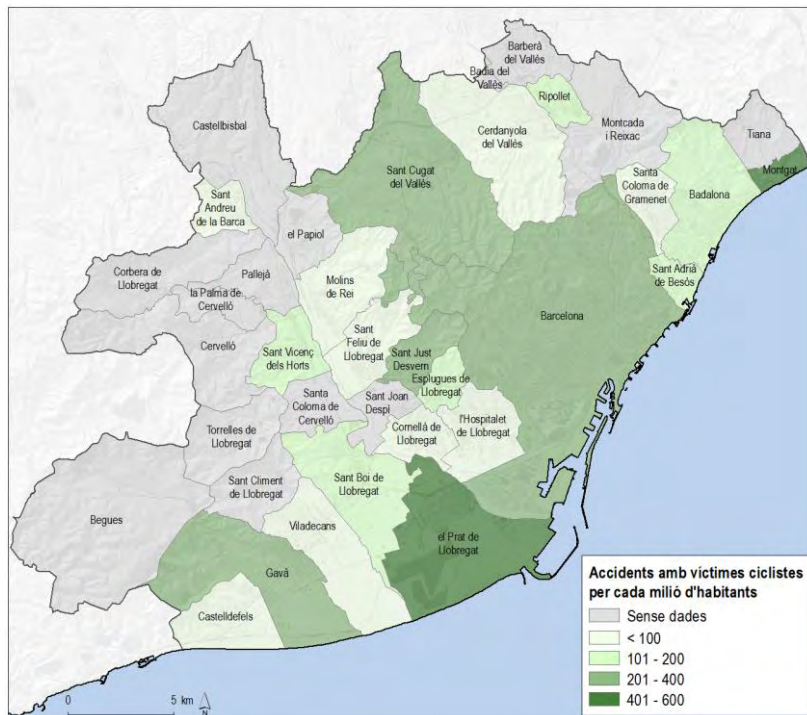 Barberà
del Vallès
Badia del
Vallès
Ripollet
Castellbisbal
Montcada
i Reixac
Tiana
Cerdanyola
del Vallès
Montgat
Sant Cugat
del Vallès
Santa
Coloma de
Gramenet
Badalona
Sant
Andreu
de la Barca
el Papiol
Corbera de
Llobregat
Pallejà
Sant Adrià
de Besòs
la Palma de
Cervelló
Molins
de Rei
Barcelona
Cervelló
Sant Vicenç
dels Horts
Sant
Feliu de
Llobregat
Sant Just
Desvern
Esplugues de
Llobregat
Santa
Coloma de
Cervelló
Sant Joan
Despí
Cornellà de
Llobregat
l'Hospitalet
de Llobregat
Torrelles de
Llobregat
Sant Climent
de Llobregat
Sant Boi de
Llobregat
Begues
Viladecans
el Prat de
Llobregat
Gavà
Castelldefels
Accidents amb víctimes ciclistes
per cada milió d'habitants
Sense dades
< 100
101 - 200
201 - 400
401 - 600
0 5 km
N